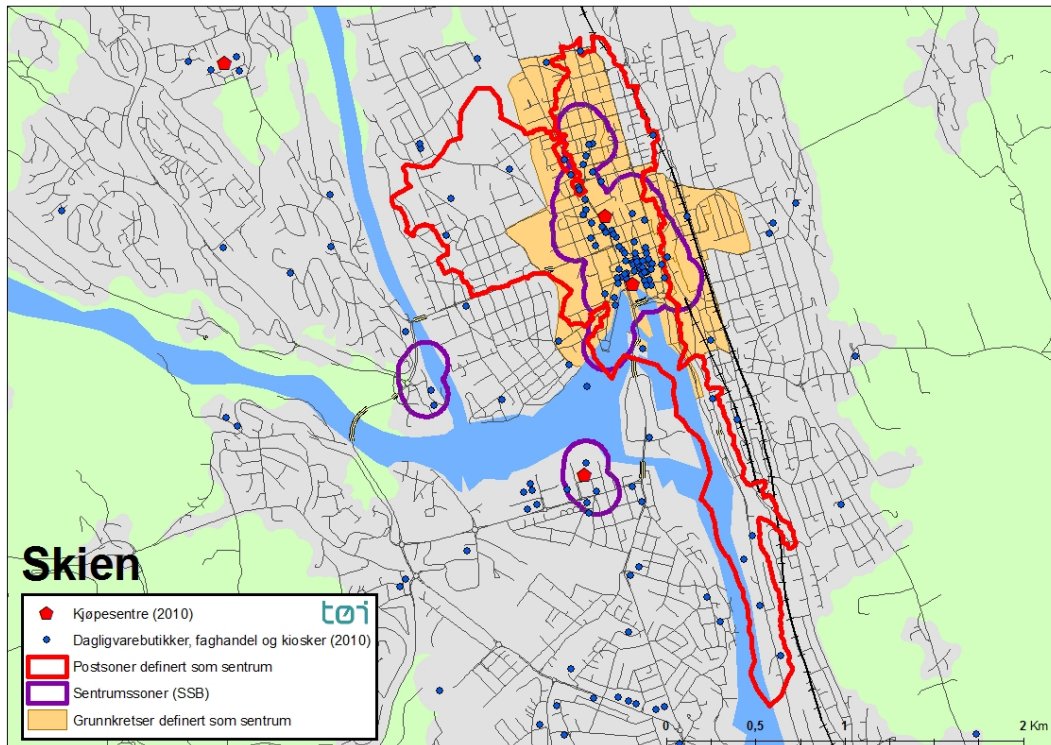 Skien
Kjøpesentre (2010)
tøi
Dagligvarebutikker, faghandel og kiosker (2010)
Postsoner definert som sentrum
Sentrumssoner (SSB)
Grunnkretser definert som sentrum
0 0,5 1 2 Km